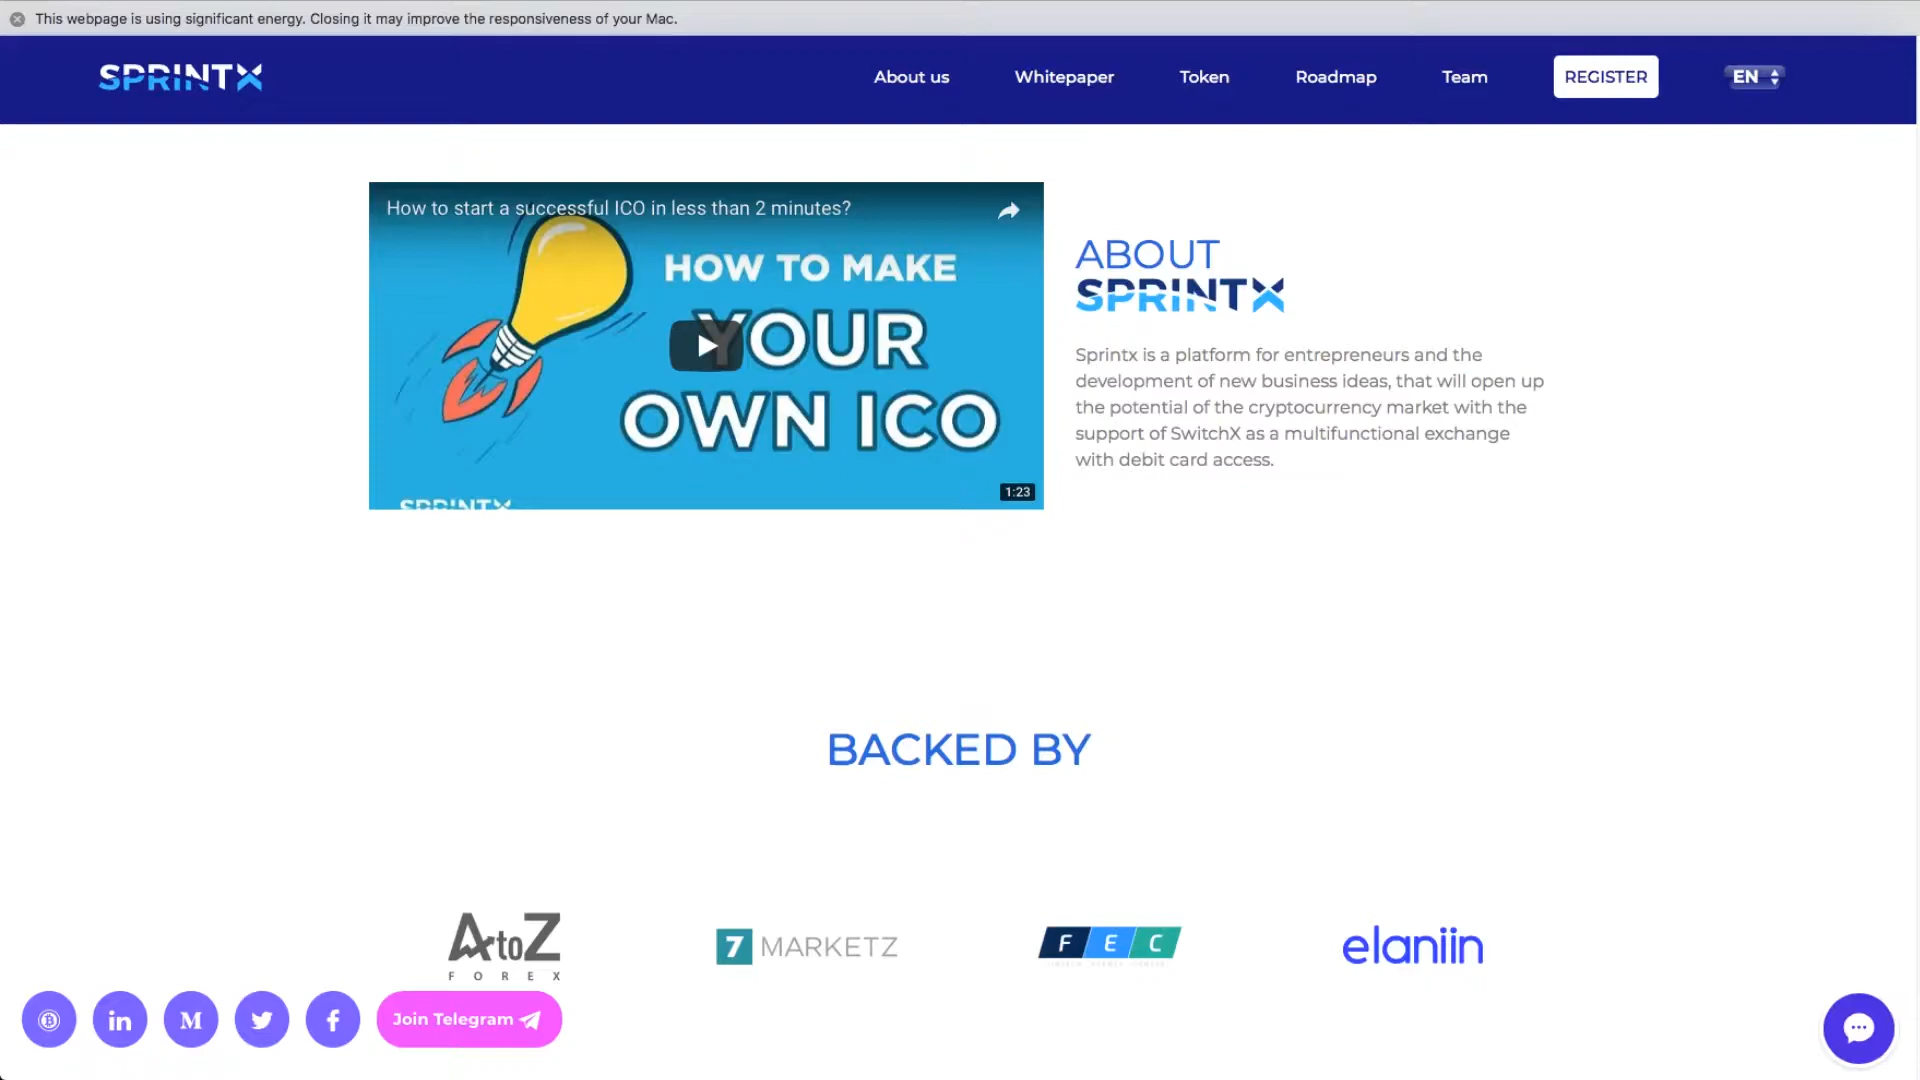 This webpage is using significant energy. Closing it may improve the responsiveness of your Mac.
SPRINTX
About us
Whitepaper
Token
Roadmap
Team
REGISTER
EN
How to start a successful ICO in less than 2 minutes?
HOW TO MAKE
YOUR
OWN ICO
SPRINTX
1:23
ABOUT
SPRINTX
Sprintx is a platform for entrepreneurs and the
development of new business ideas, that will open up
the potential of the cryptocurrency market with the
support of SwitchX as a multifunctional exchange
with debit card access.
BACKED BY
AtoZ
FOREX
7 MARKETZ
FEC
elaniin
in
M
f
Join Telegram